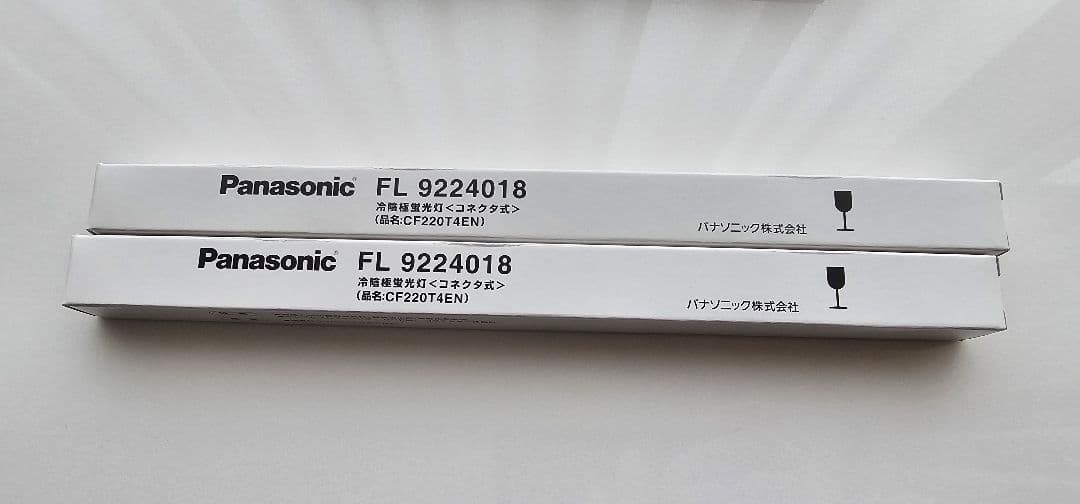 Panasonic FL 9224018
冷陰極蛍光灯<コネクタ式>
(品名:CF220T4EN)
パナソニック株式会社
Panasonic FL 9224018
冷陰極蛍光灯<コネクタ式>
(品名:CF220T4EN)
パナソニック株式会社